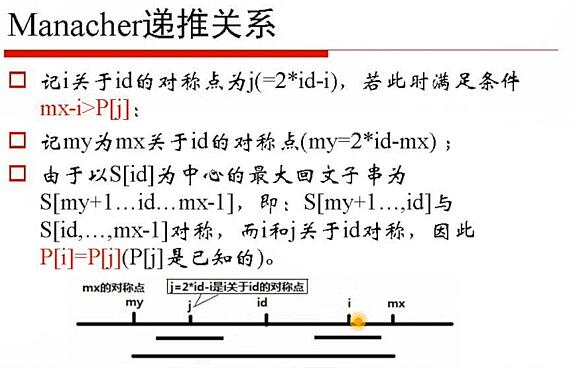 Manacher递推关系
记i关于id的对称点为j(=2*id-i)，若此时满足条件
mx-i>P[j]；
记my为mx关于id的对称点(my=2*id-mx)；
由于以S[id]为中心的最大回文子串为
S[my+1…id…mx-1]，即：S[my+1…,id]与
S[id,…,mx-1]对称，而i和j关于id对称，因此
P[i]=P[j](P[j]是已知的)。
mx的对称点
j=2*id-i是i关于id的对称点
my j id i mx